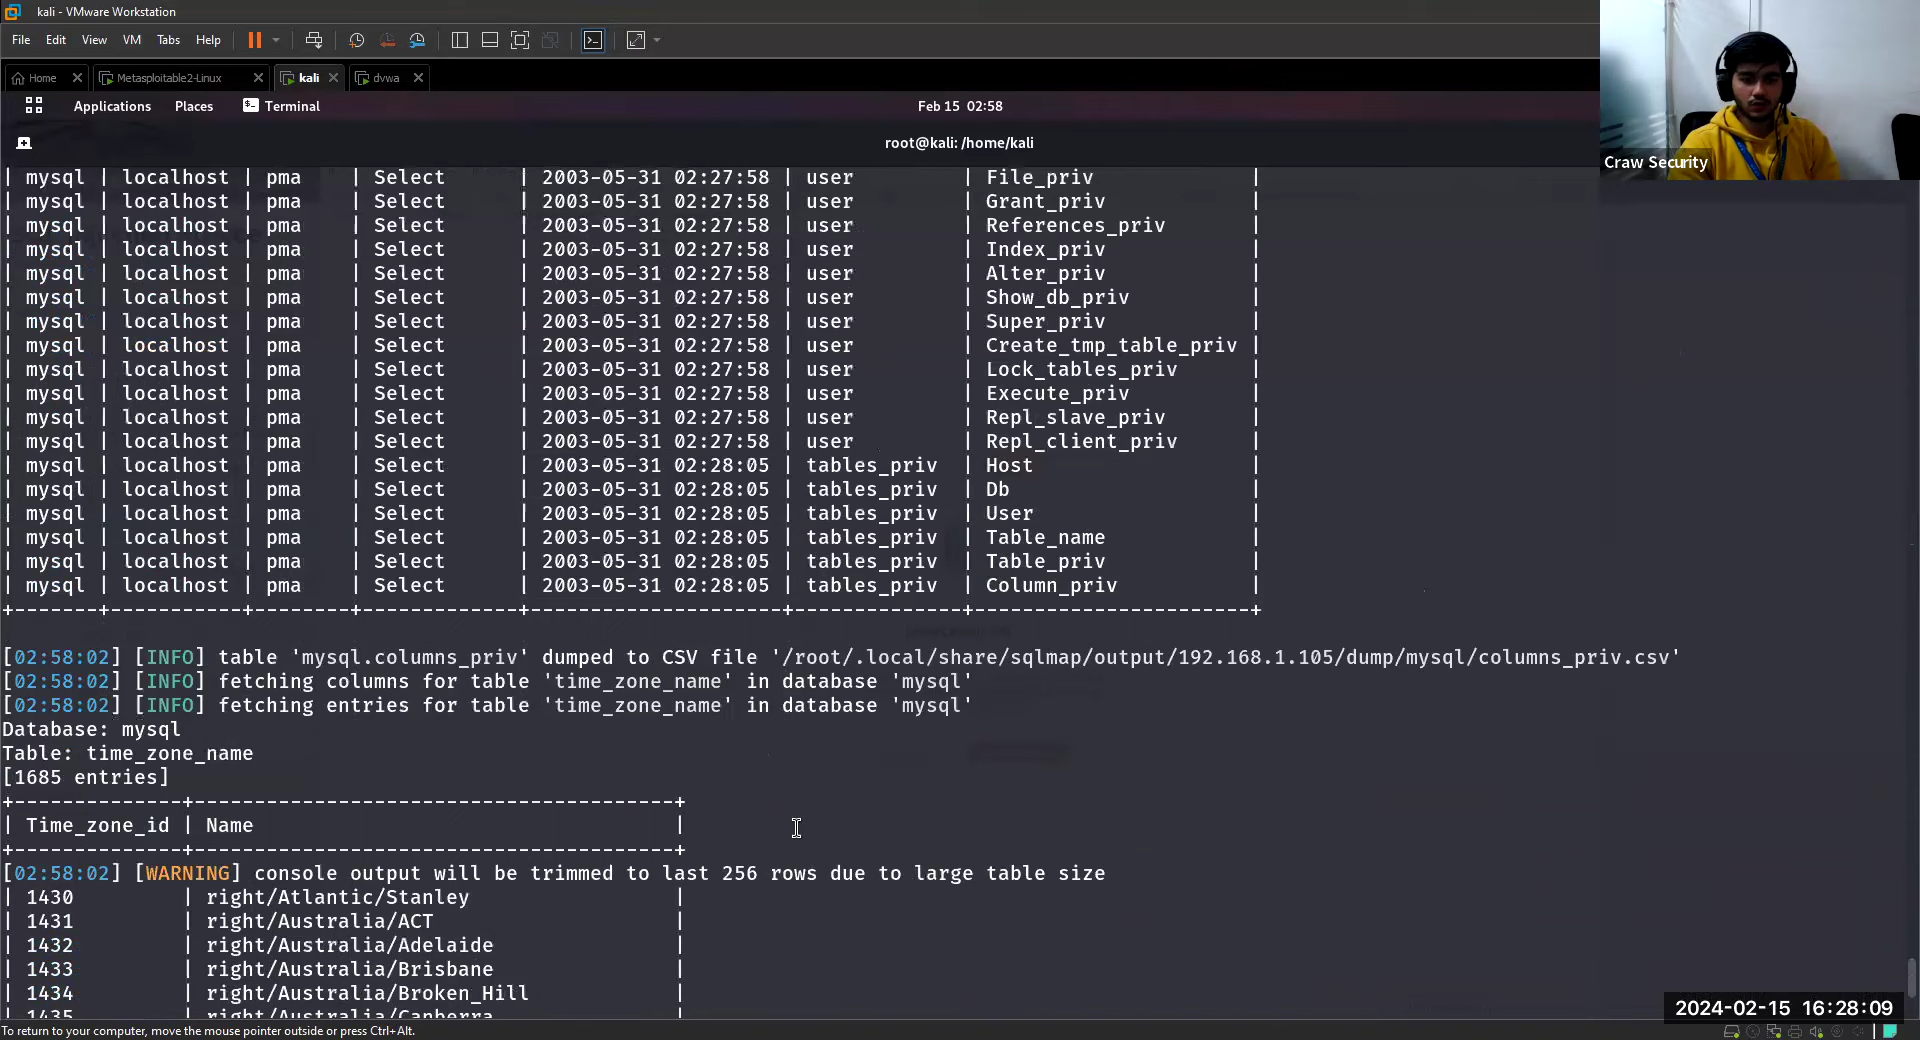 kali - VMware Workstation
File Edit View VM Tabs Help
Home Metasploitable2-Linux kali dvwa
Applications Places Terminal Feb 15 02:58
root@kali: /home/kali
Craw Security
| mysql | localhost | pma | Select | 2003-05-31 02:27:58 | user | File_priv |
| mysql | localhost | pma | Select | 2003-05-31 02:27:58 | user | Grant_priv |
| mysql | localhost | pma | Select | 2003-05-31 02:27:58 | user | References_priv |
| mysql | localhost | pma | Select | 2003-05-31 02:27:58 | user | Index_priv |
| mysql | localhost | pma | Select | 2003-05-31 02:27:58 | user | Alter_priv |
| mysql | localhost | pma | Select | 2003-05-31 02:27:58 | user | Show_db_priv |
| mysql | localhost | pma | Select | 2003-05-31 02:27:58 | user | Super_priv |
| mysql | localhost | pma | Select | 2003-05-31 02:27:58 | user | Create_tmp_table_priv |
| mysql | localhost | pma | Select | 2003-05-31 02:27:58 | user | Lock_tables_priv |
| mysql | localhost | pma | Select | 2003-05-31 02:27:58 | user | Execute_priv |
| mysql | localhost | pma | Select | 2003-05-31 02:27:58 | user | Repl_slave_priv |
| mysql | localhost | pma | Select | 2003-05-31 02:27:58 | user | Repl_client_priv |
| mysql | localhost | pma | Select | 2003-05-31 02:28:05 | tables_priv | Host |
| mysql | localhost | pma | Select | 2003-05-31 02:28:05 | tables_priv | Db |
| mysql | localhost | pma | Select | 2003-05-31 02:28:05 | tables_priv | User |
| mysql | localhost | pma | Select | 2003-05-31 02:28:05 | tables_priv | Table_name |
| mysql | localhost | pma | Select | 2003-05-31 02:28:05 | tables_priv | Table_priv |
| mysql | localhost | pma | Select | 2003-05-31 02:28:05 | tables_priv | Column_priv |
[02:58:02] [INFO] table 'mysql.columns_priv' dumped to CSV file '/root/.local/share/sqlmap/output/192.168.1.105/dump/mysql/columns_priv.csv'
[02:58:02] [INFO] fetching columns for table 'time_zone_name' in database 'mysql'
[02:58:02] [INFO] fetching entries for table 'time_zone_name' in database 'mysql'
Database: mysql
Table: time_zone_name
[1685 entries]
| Time_zone_id | Name |
[02:58:02] [WARNING] console output will be trimmed to last 256 rows due to large table size
| 1430 | right/Atlantic/Stanley |
| 1431 | right/Australia/ACT |
| 1432 | right/Australia/Adelaide |
| 1433 | right/Australia/Brisbane |
| 1434 | right/Australia/Broken_Hill |
| 1435 | right/Australia/Canberra |
2024-02-15 16:28:09
To return to your computer, move the mouse pointer outside or press Ctrl+Alt.